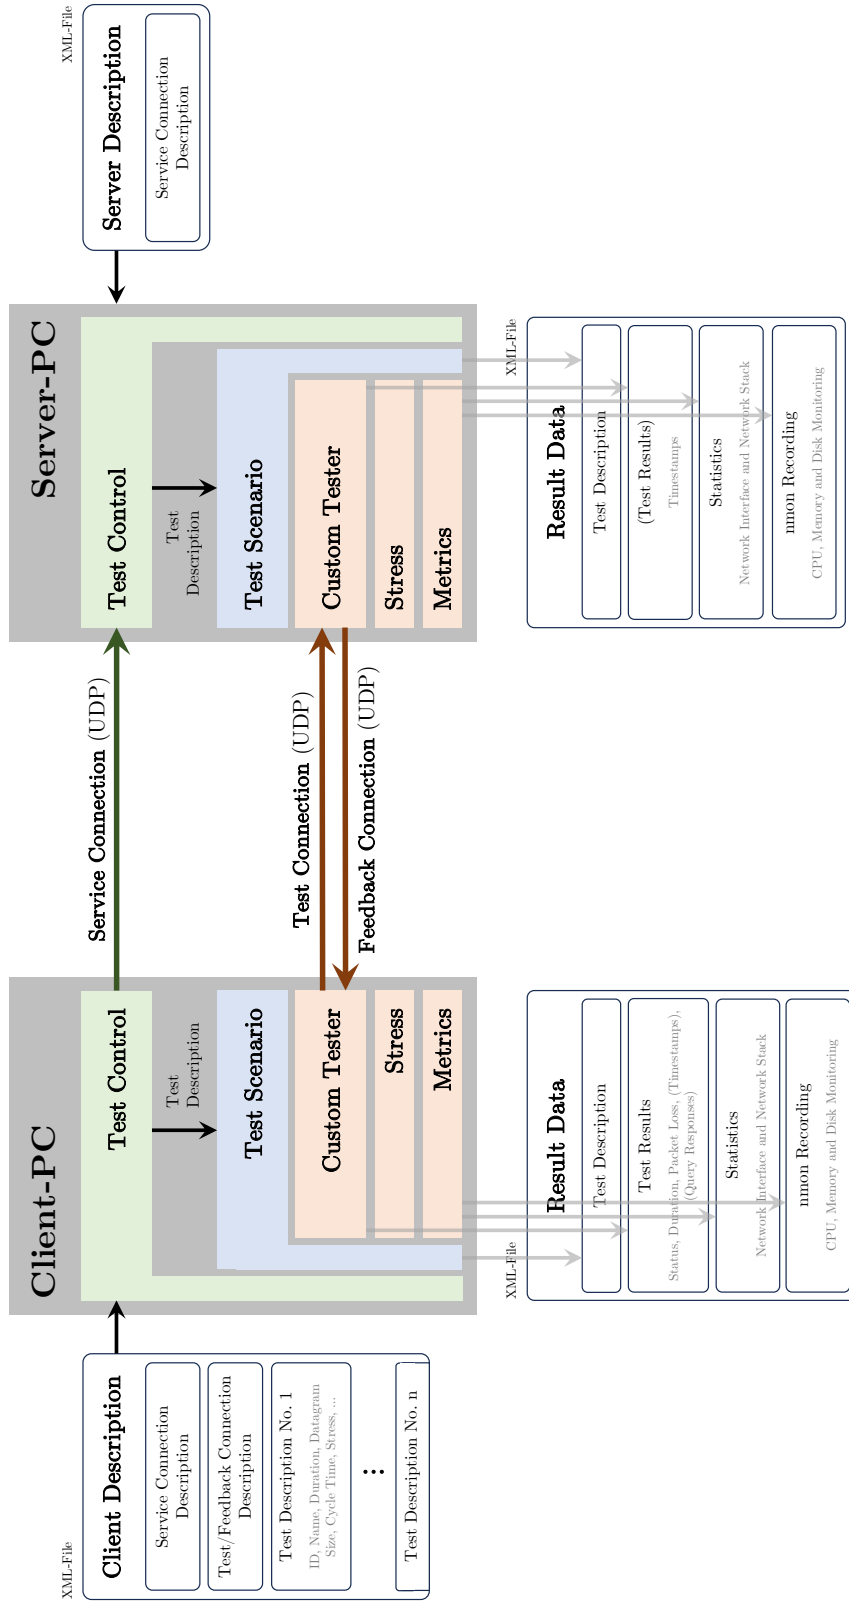 XML-File
Client Description
Service Connection
Description
Test/Feedback Connection
Description
Test Description No. 1
ID, Name, Duration, Datagram
Size, Cycle Time, Stress, ...
...
Test Description No. n
Client-PC
Test Control
Test
Description
Test Scenario
Custom Tester
Stress
Metrics
XML-File
Result Data
Test Description
Test Results
Status, Duration, Packet Loss, (Timestamps),
(Query Responses)
Statistics
Network Interface and Network Stack
nmon Recording
CPU, Memory and Disk Monitoring
Service Connection (UDP)
Test Connection (UDP)
Feedback Connection (UDP)
Server-PC
Test Control
Test
Description
Test Scenario
Custom Tester
Stress
Metrics
XML-File
Result Data
Test Description
(Test Results)
Timestamps
Statistics
Network Interface and Network Stack
nmon Recording
CPU, Memory and Disk Monitoring
XML-File
Server Description
Service Connection
Description